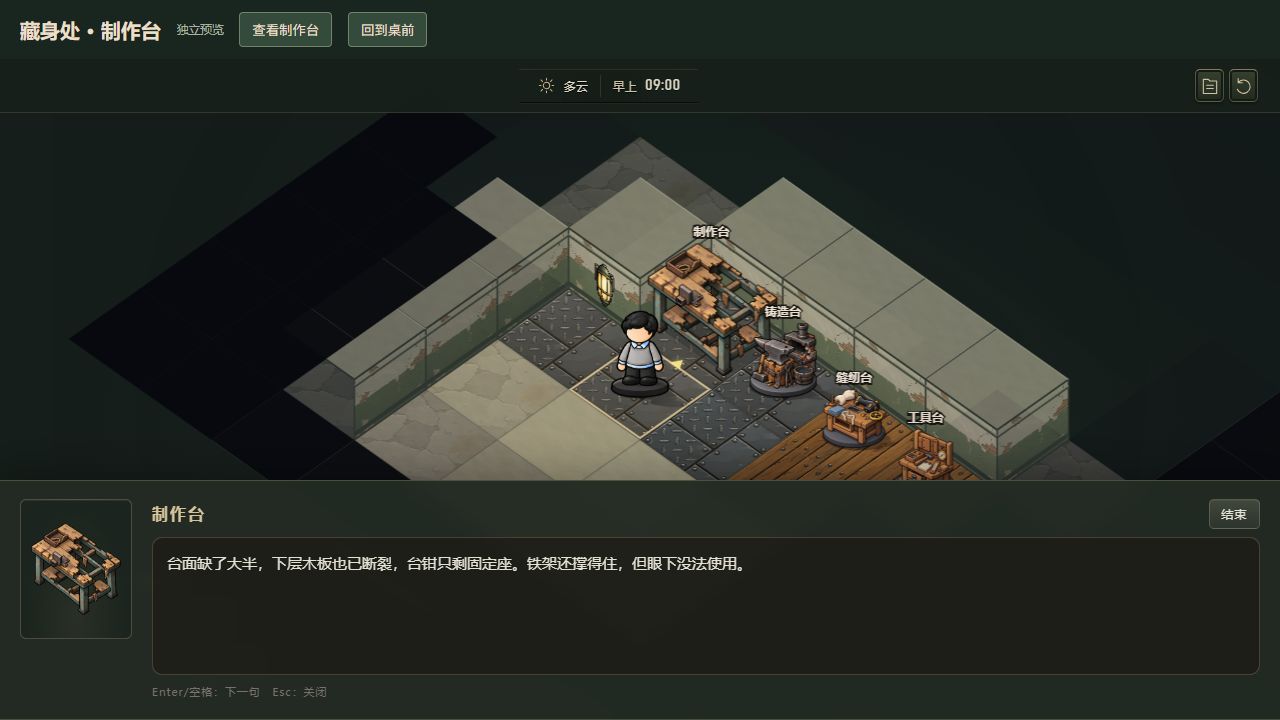 藏身处・制作台 独立预览 查看制作台 回到桌前
多云 早上 09:00
制作台
铸造台
缝纫台
工具台
制作台
结束
台面缺了大半，下层木板也已断裂，台钳只剩固定座。铁架还撑得住，但眼下没法使用。
Enter/空格：下一句 Esc：关闭